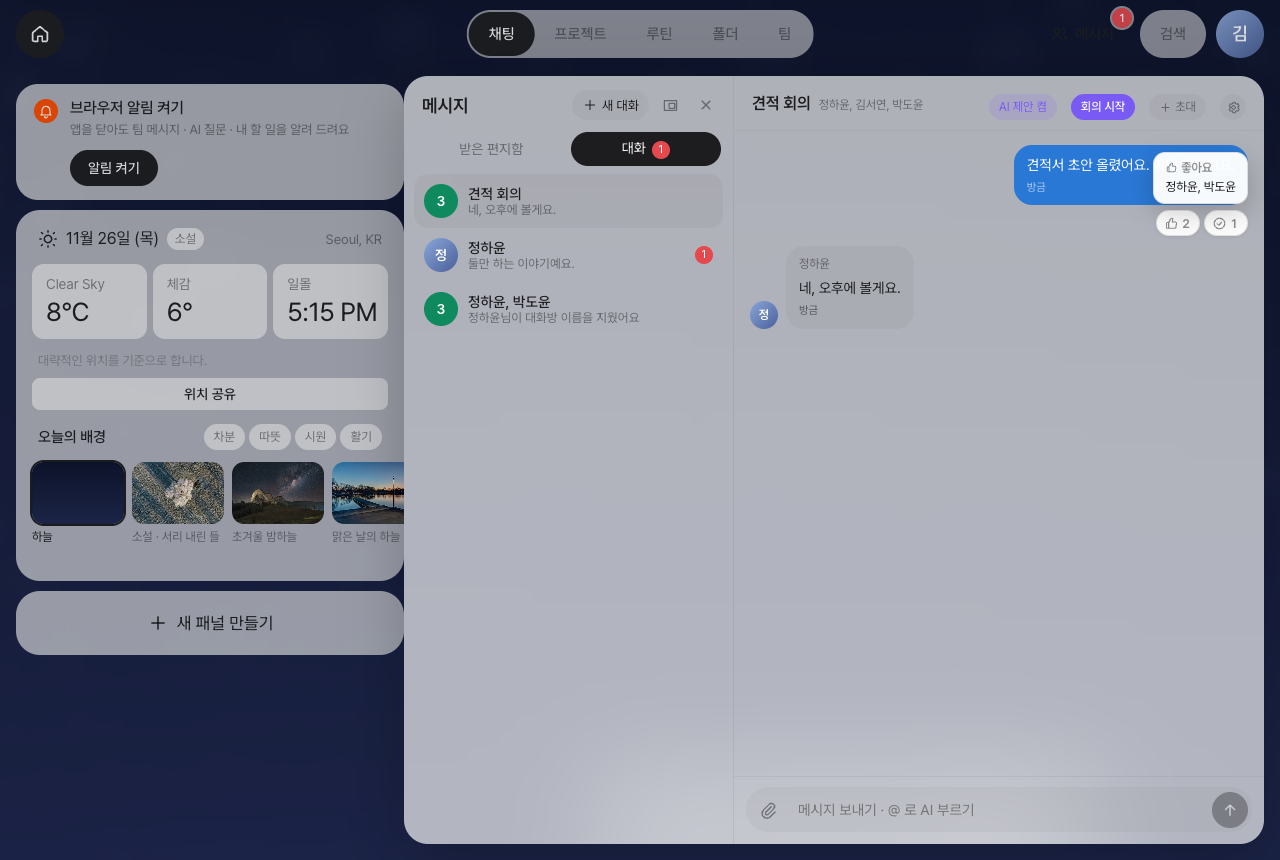 채팅
프로젝트
루틴
폴더
팀
메시지
1
검색
김
브라우저 알림 켜기
앱을 닫아도 팀 메시지 · AI 질문 · 내 할 일을 알려 드려요
알림 켜기
11월 26일 (목)
소설
Seoul, KR
Clear Sky
8°C
체감
6°
일몰
5:15 PM
대략적인 위치를 기준으로 합니다.
위치 공유
오늘의 배경
차분
따뜻
시원
활기
하늘
소설 · 서리 내린 들
초겨울 밤하늘
맑은 날의 하늘
새 패널 만들기
메시지
새 대화
받은 편지함
대화 1
3
견적 회의
네, 오후에 볼게요.
정
정하윤
둘만 하는 이야기예요.
1
3
정하윤, 박도윤
정하윤님이 대화방 이름을 지웠어요
견적 회의 정하윤, 김서연, 박도윤
AI 제안 켬
회의 시작
초대
견적서 초안 올렸어요.
방금
좋아요
정하윤, 박도윤
2
1
정하윤
네, 오후에 볼게요.
방금
정
메시지 보내기 · @ 로 AI 부르기